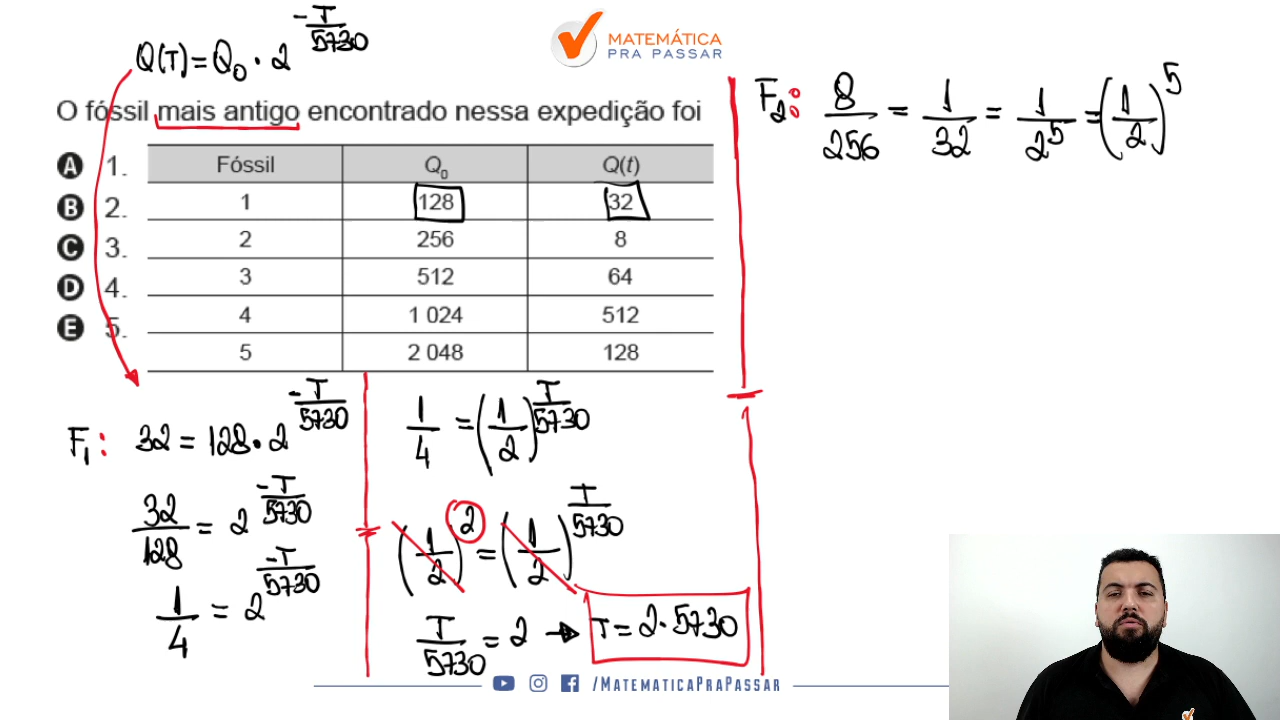 Q(T) = Q₀ · 2^(-T/5730)
MATEMÁTICA
PRA PASSAR
O fóssil mais antigo encontrado nessa expedição foi
A 1.
B 2.
C 3.
D 4.
E 5.
Fóssil Q₀ Q(t)
1 128 32
2 256 8
3 512 64
4 1 024 512
5 2 048 128
F₁: 32 = 128 · 2^(-T/5730)
32/128 = 2^(-T/5730)
1/4 = 2^(-T/5730)
1/4 = (1/2)^(T/5730)
(1/2)^2 = (1/2)^(T/5730)
T/5730 = 2 → T = 2 · 5730
F₂: 8/256 = 1/32 = 1/2^5 = (1/2)^5
/MATEMATICAPRAPASSAR